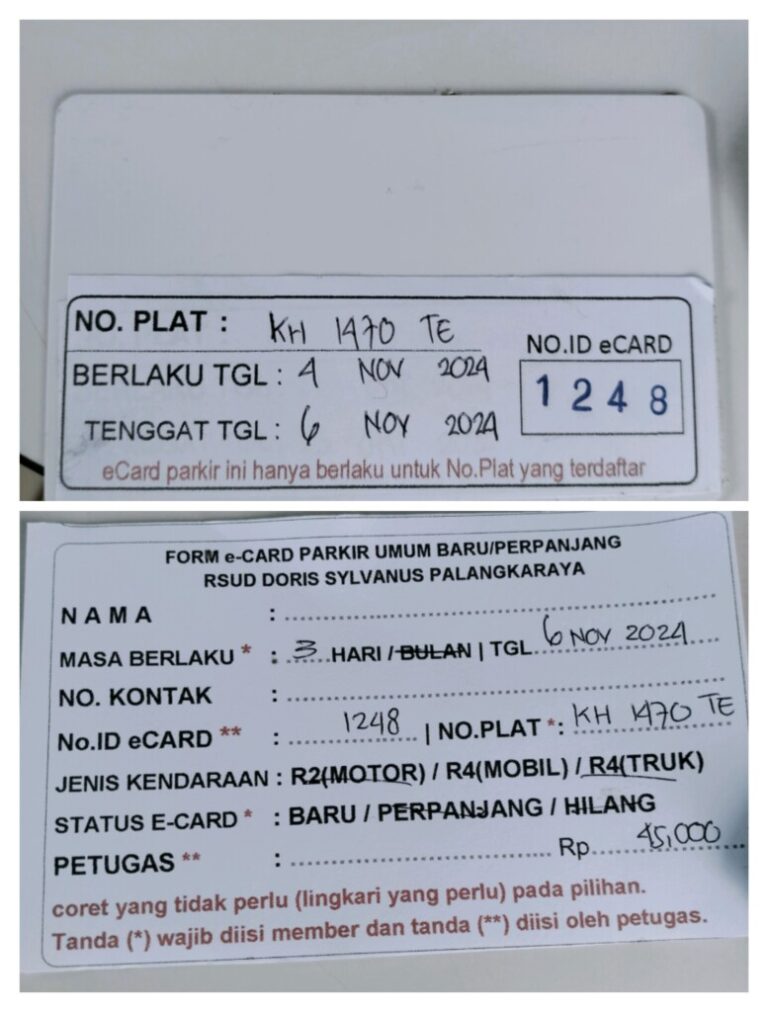 NO. PLAT : KH 1470 TE
NO.ID eCARD
BERLAKU TGL : 4 NOV 2024
1248
TENGGAT TGL : 6 NOV 2024
eCard parkir ini hanya berlaku untuk No.Plat yang terdaftar
FORM e-CARD PARKIR UMUM BARU/PERPANJANG
RSUD DORIS SYLVANUS PALANGKARAYA
NAMA :
MASA BERLAKU * : 3 HARI / BULAN | TGL 6 NOV 2024
NO. KONTAK :
No.ID eCARD ** : 1248 | NO.PLAT *: KH 1470 TE
JENIS KENDARAAN : R2(MOTOR) / R4(MOBIL) / R4(TRUK)
STATUS E-CARD * : BARU / PERPANJANG / HILANG
PETUGAS ** : Rp. 45,000
coret yang tidak perlu (lingkari yang perlu) pada pilihan.
Tanda (*) wajib diisi member dan tanda (**) diisi oleh petugas.